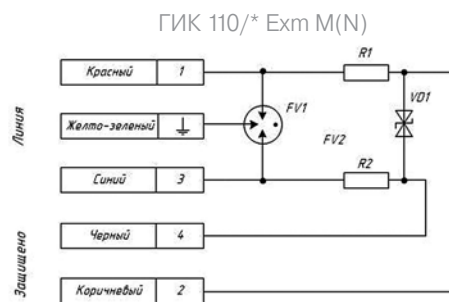 ГИК 110/* Exm M(N)
Линия
Красный 1
Желто-зеленый
Синий 3
Защищено
Черный 4
Коричневый 2
R1
FV1
VD1
FV2
R2